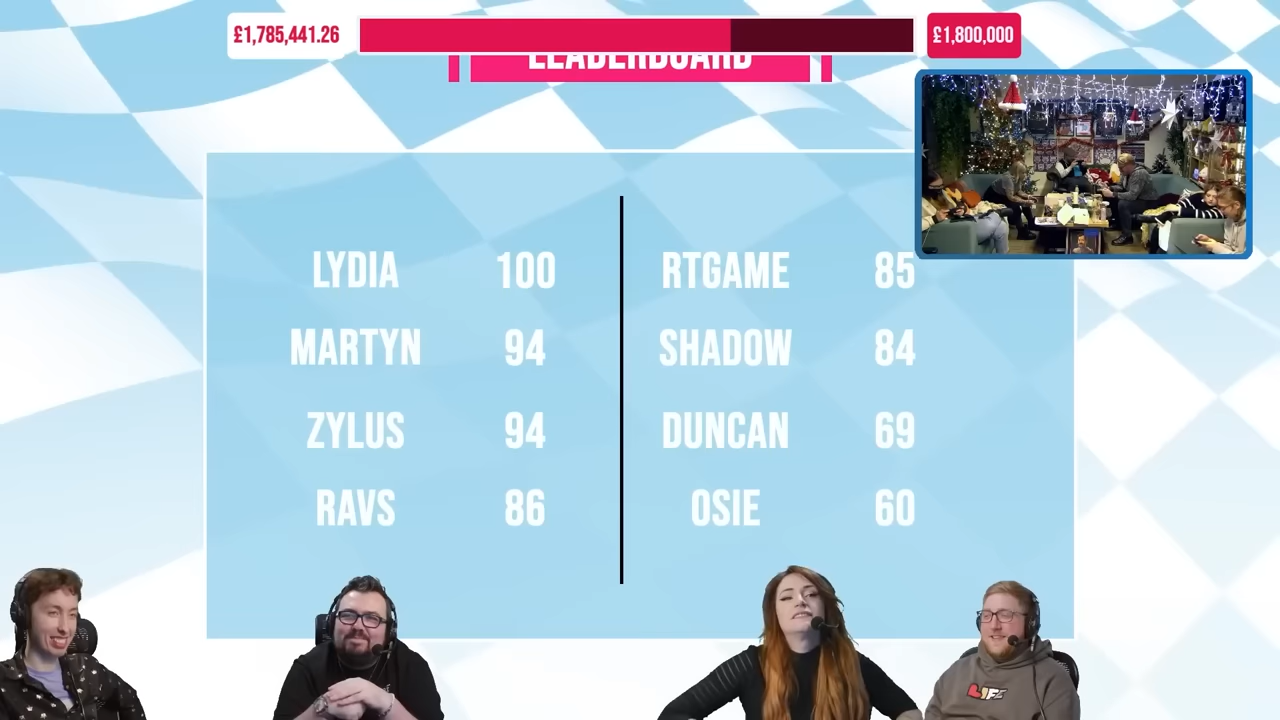 £1,785,441.26
£1,800,000
LEADERBOARD
LYDIA 100
MARTYN 94
ZYLUS 94
RAVS 86
RTGAME 85
SHADOW 84
DUNCAN 69
OSIE 60
LIFE